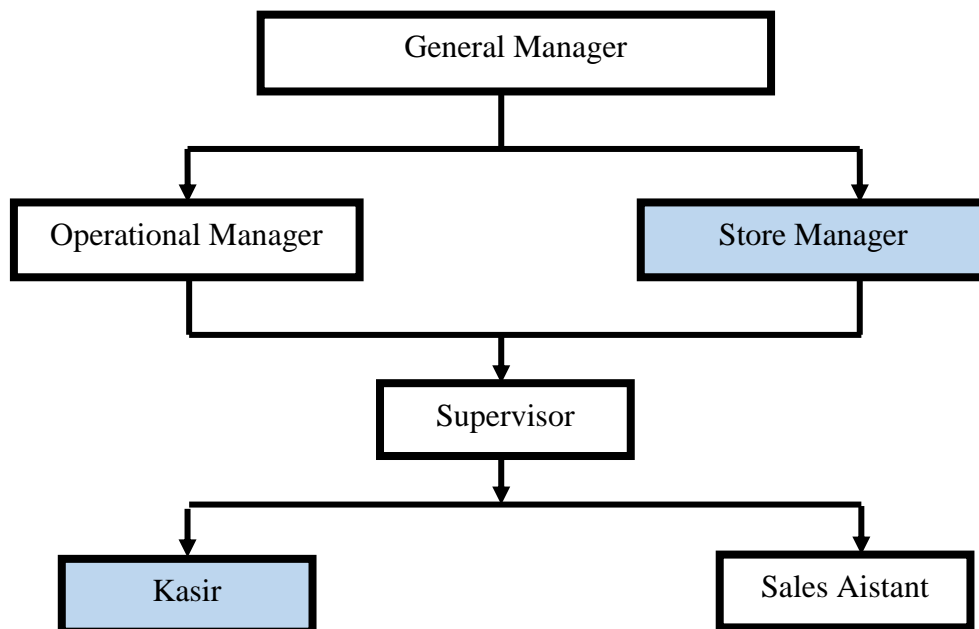 General Manager
Operational Manager
Store Manager
Supervisor
Kasir
Sales Aistant